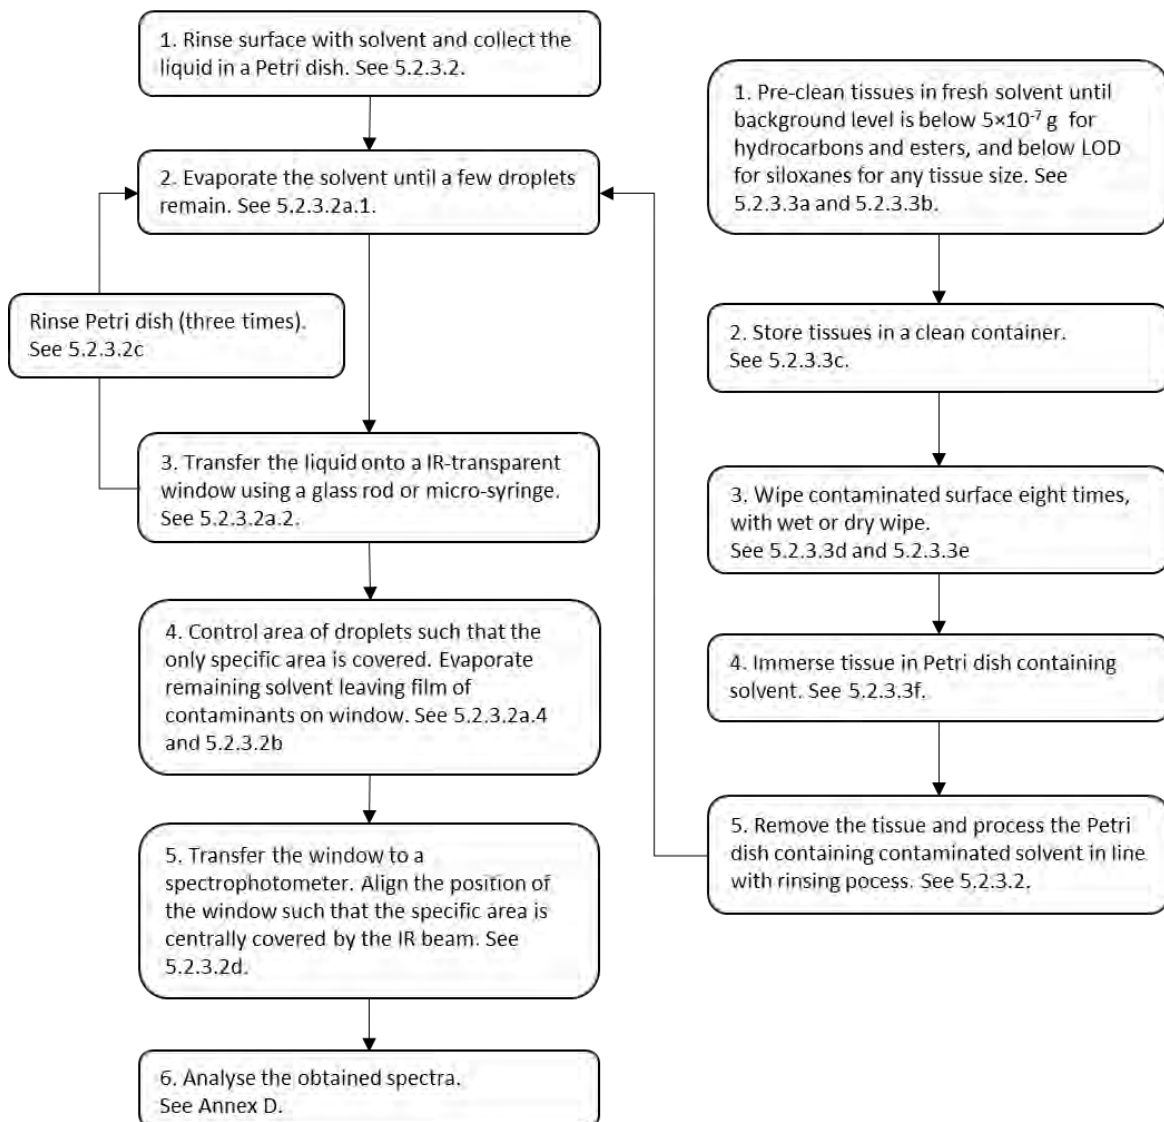 1. Rinse surface with solvent and collect the
liquid in a Petri dish. See 5.2.3.2.
2. Evaporate the solvent until a few droplets
remain. See 5.2.3.2a.1.
Rinse Petri dish (three times).
See 5.2.3.2c
3. Transfer the liquid onto a IR-transparent
window using a glass rod or micro-syringe.
See 5.2.3.2a.2.
4. Control area of droplets such that the
only specific area is covered. Evaporate
remaining solvent leaving film of
contaminants on window. See 5.2.3.2a.4
and 5.2.3.2b
5. Transfer the window to a
spectrophotometer. Align the position of
the window such that the specific area is
centrally covered by the IR beam. See
5.2.3.2d.
6. Analyse the obtained spectra.
See Annex D.
1. Pre-clean tissues in fresh solvent until
background level is below 5×10⁻⁷ g for
hydrocarbons and esters, and below LOD
for siloxanes for any tissue size. See
5.2.3.3a and 5.2.3.3b.
2. Store tissues in a clean container.
See 5.2.3.3c.
3. Wipe contaminated surface eight times,
with wet or dry wipe.
See 5.2.3.3d and 5.2.3.3e
4. Immerse tissue in Petri dish containing
solvent. See 5.2.3.3f.
5. Remove the tissue and process the Petri
dish containing contaminated solvent in line
with rinsing pocess. See 5.2.3.2.